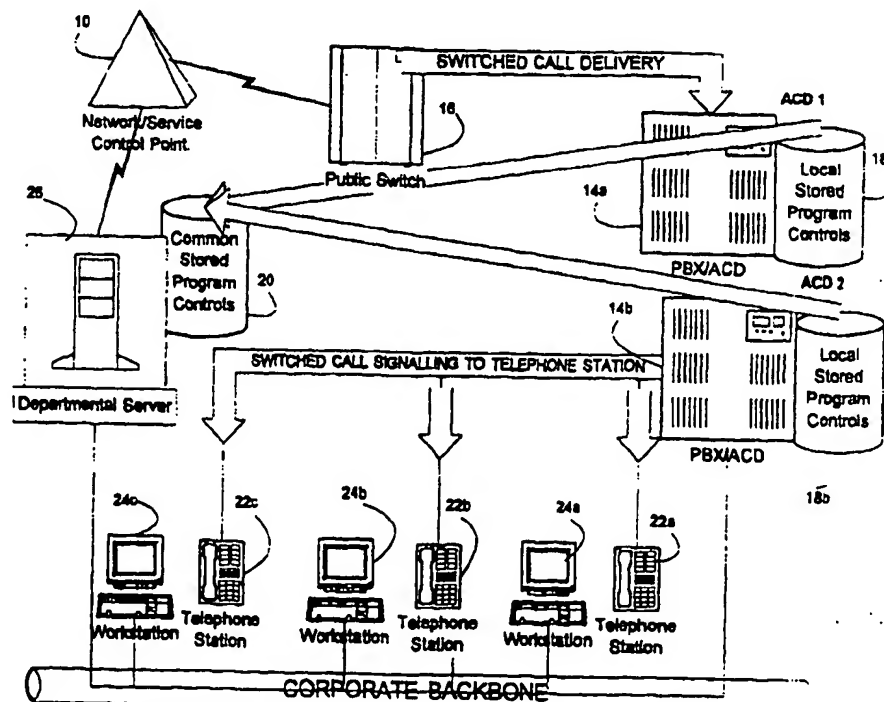 10
SWITCHED CALL DELIVERY
16
ACD 1
Network/Service
Control Point
Public Switch
14a
Local
Stored
Program
Controls
18
26
Common
Stored
Program
Controls
20
PBX/ACD
ACD 2
14b
Local
Stored
Program
Controls
SWITCHED CALL SIGNALLING TO TELEPHONE STATION
Departmental Server
PBX/ACD
18b
24c
22c
24b
22b
24a
22a
Workstation
Telephone
Station
Workstation
Telephone
Station
Workstation
Telephone
Station
CORPORATE BACKBONE